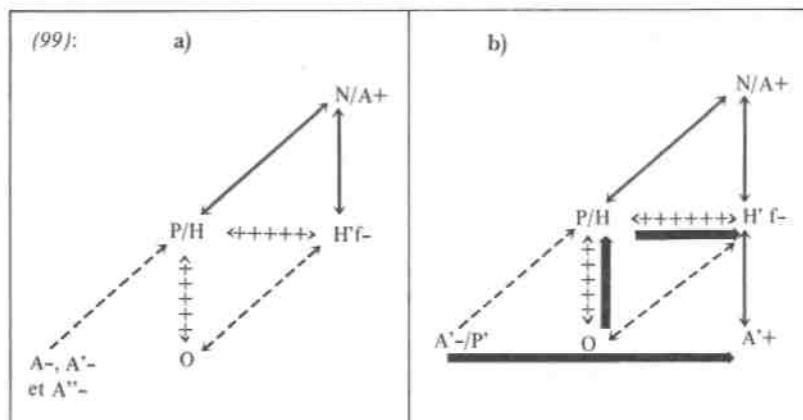 (99): a)
N/A+
P/H <+++++> H'f-
A-, A'-
et A''-
O
b)
N/A+
P/H <++++++> H' f-
A'-/P'
O
A'+